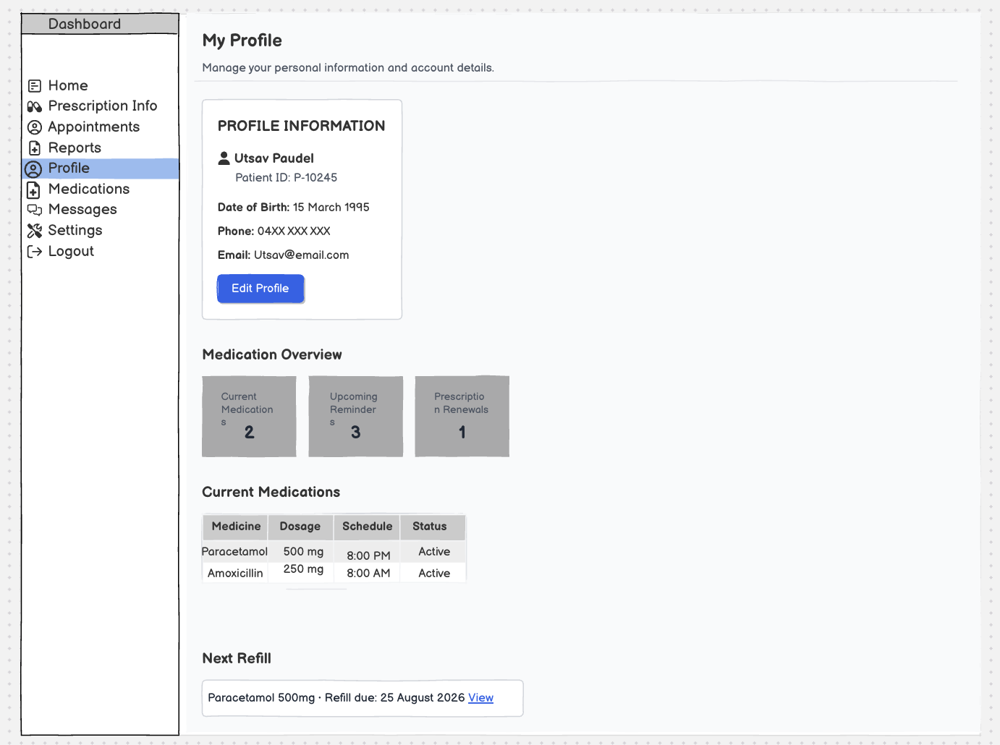 Dashboard
Home
Prescription Info
Appointments
Reports
Profile
Medications
Messages
Settings
Logout
My Profile
Manage your personal information and account details.
PROFILE INFORMATION
Utsav Paudel
Patient ID: P-10245
Date of Birth: 15 March 1995
Phone: 04XX XXX XXX
Email: Utsav@email.com
Edit Profile
Medication Overview
Current
Medication
s
2
Upcoming
Reminder
s
3
Prescriptio
n Renewals
1
Current Medications
Medicine Dosage Schedule Status
Paracetamol 500 mg 8:00 PM Active
Amoxicillin 250 mg 8:00 AM Active
Next Refill
Paracetamol 500mg · Refill due: 25 August 2026 View